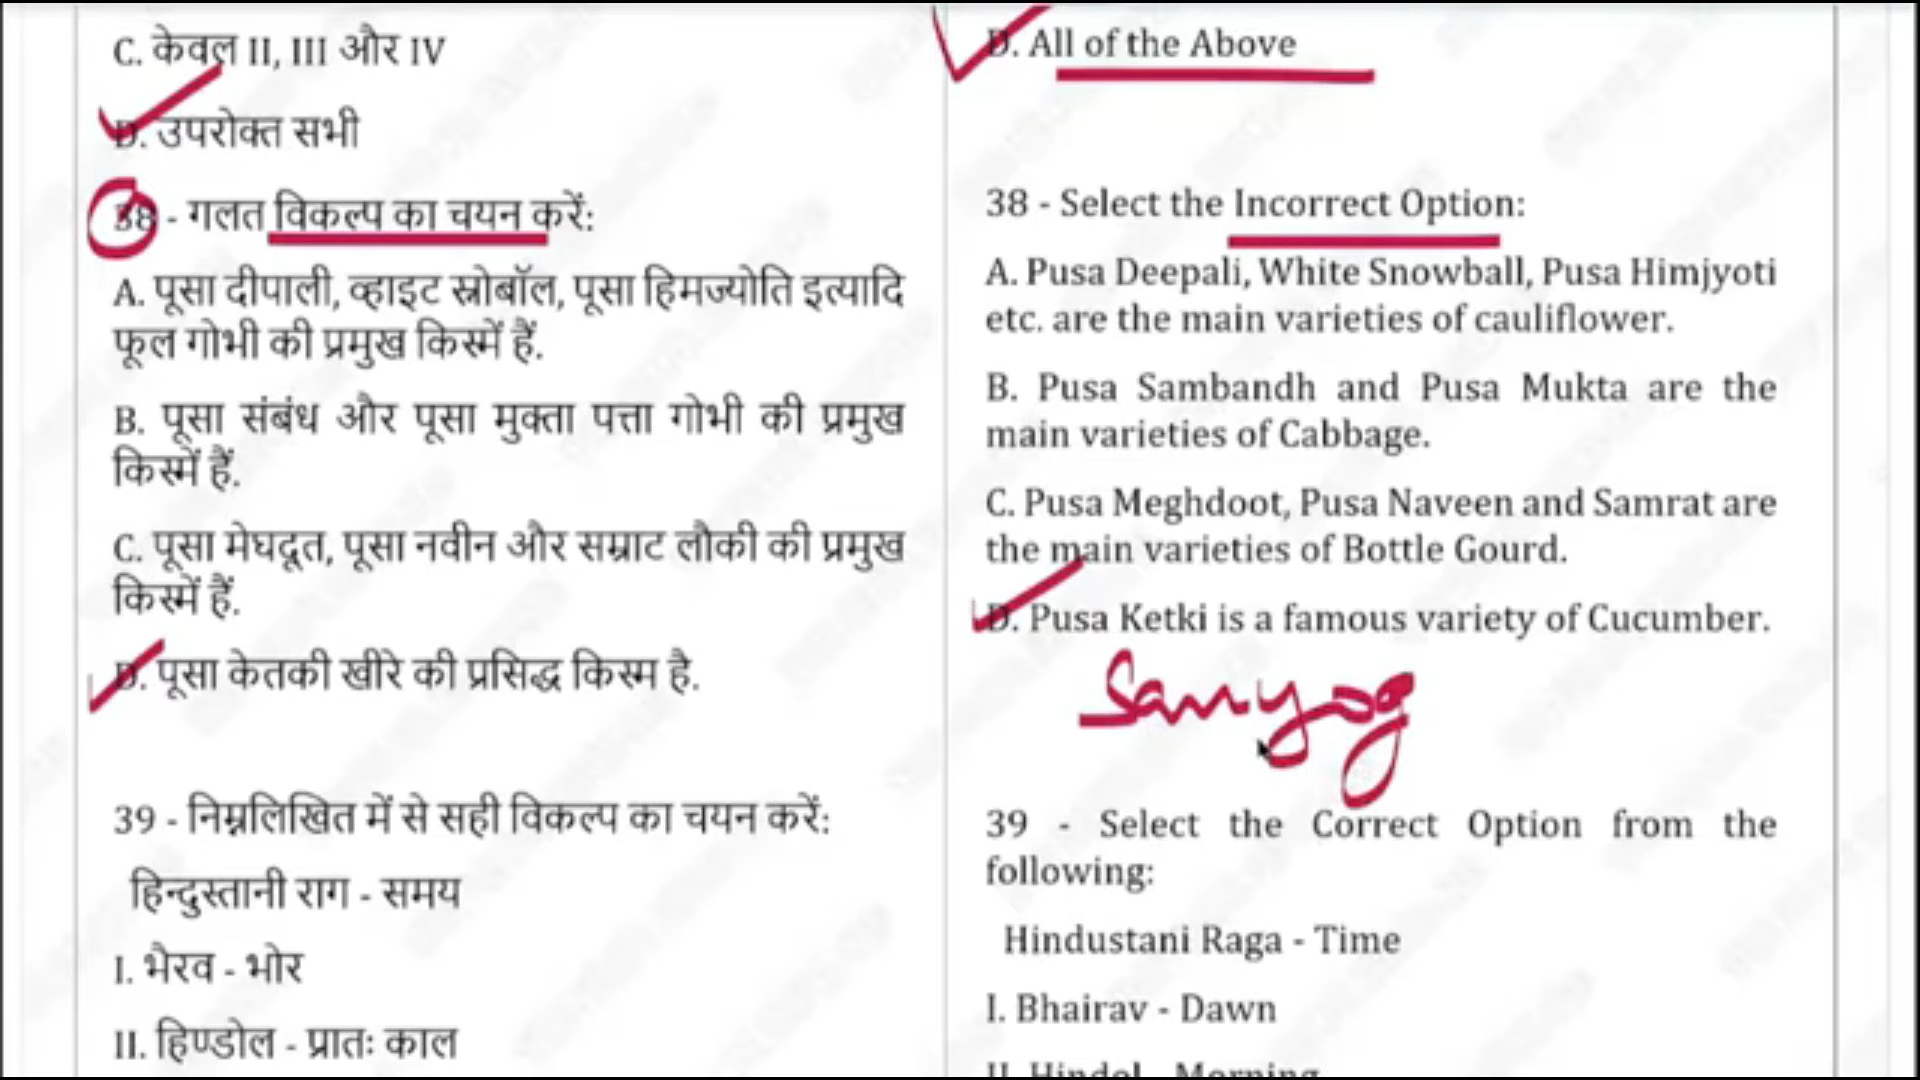 C. केवल II, III और IV
D. उपरोक्त सभी
38 - गलत विकल्प का चयन करें:
A. पूसा दीपाली, व्हाइट स्नोबॉल, पूसा हिमज्योति इत्यादि
फूल गोभी की प्रमुख किस्में हैं.
B. पूसा संबंध और पूसा मुक्ता पत्ता गोभी की प्रमुख
किस्में हैं.
C. पूसा मेघदूत, पूसा नवीन और सम्राट लौकी की प्रमुख
किस्में हैं.
D. पूसा केतकी खीरे की प्रसिद्ध किस्म है.
39 - निम्नलिखित में से सही विकल्प का चयन करें:
हिन्दुस्तानी राग - समय
I. भैरव - भोर
II. हिण्डोल - प्रातः काल
D. All of the Above
38 - Select the Incorrect Option:
A. Pusa Deepali, White Snowball, Pusa Himjyoti
etc. are the main varieties of cauliflower.
B. Pusa Sambandh and Pusa Mukta are the
main varieties of Cabbage.
C. Pusa Meghdoot, Pusa Naveen and Samrat are
the main varieties of Bottle Gourd.
D. Pusa Ketki is a famous variety of Cucumber.
Sanyog
39 - Select the Correct Option from the
following:
Hindustani Raga - Time
I. Bhairav - Dawn
II. Hindol - Morning